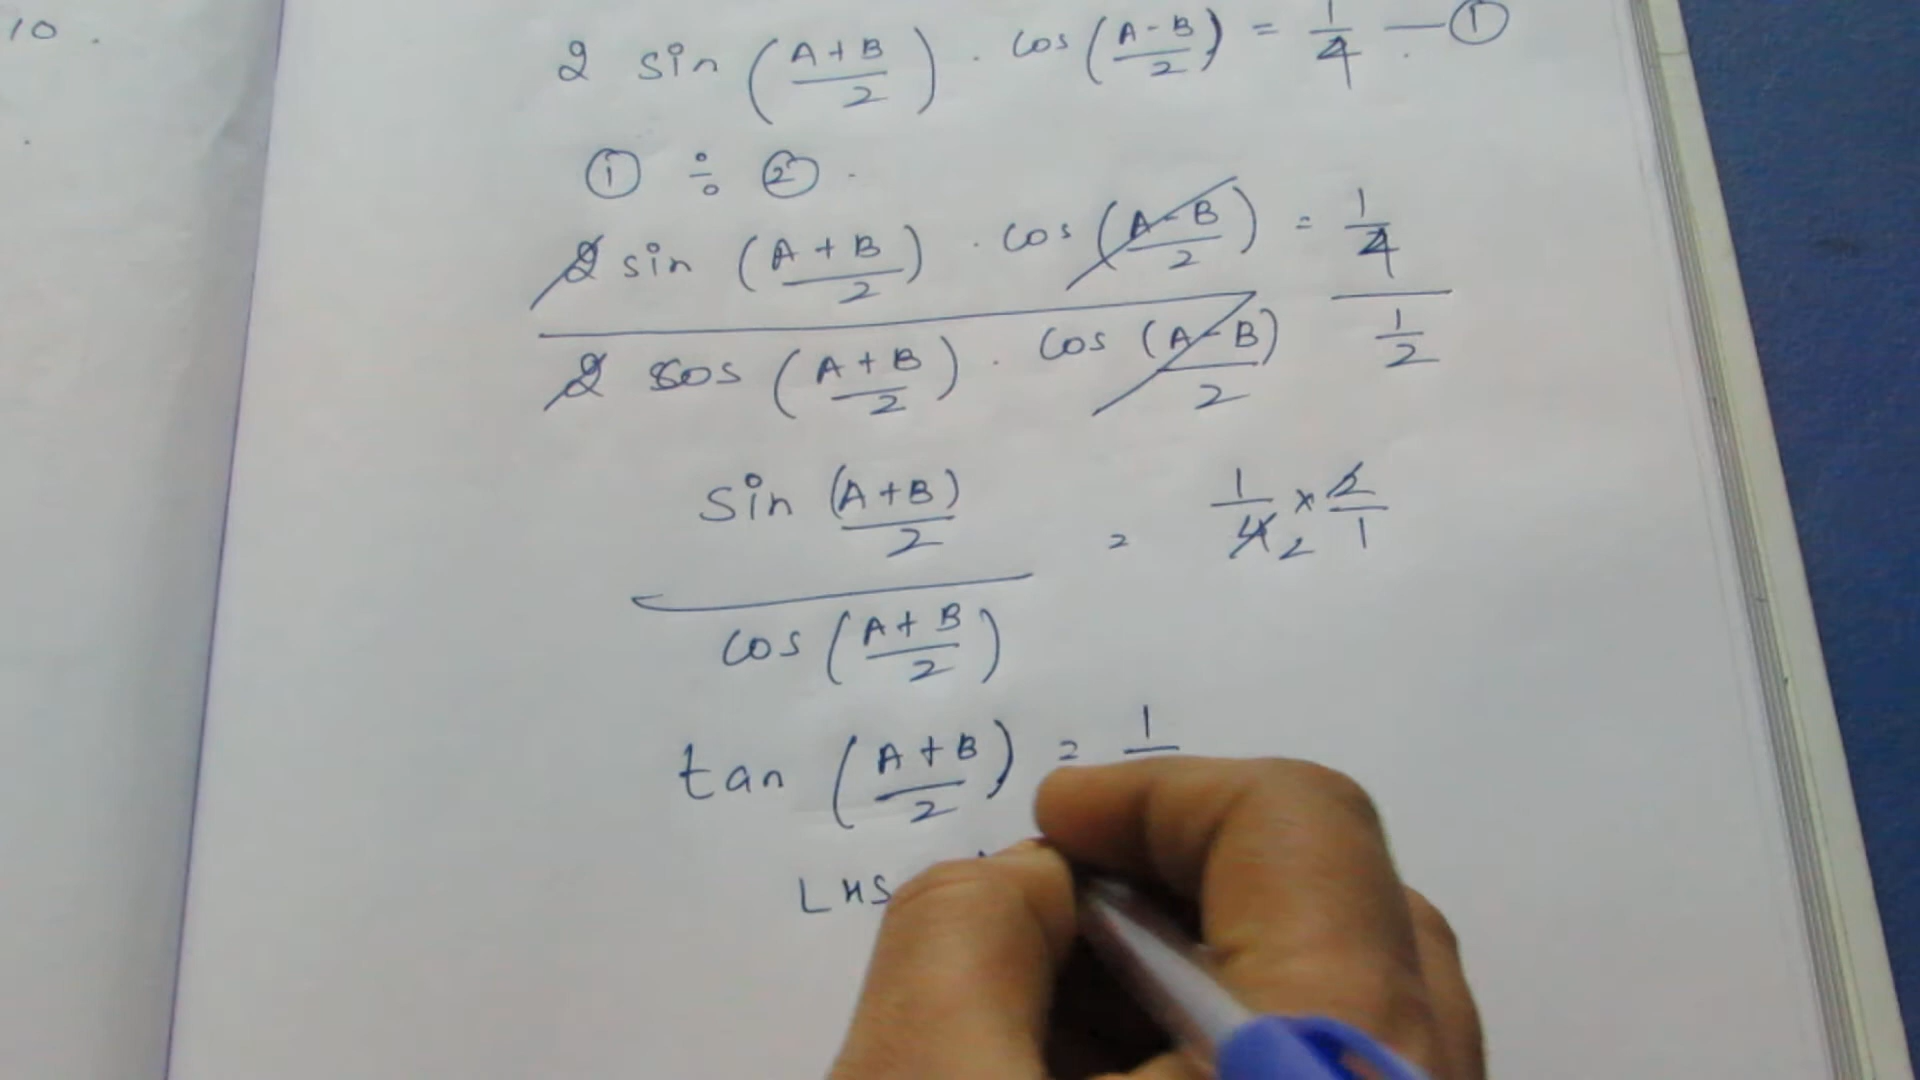 10.
2 sin (A+B/2) . cos (A-B/2) = 1/4 — ①
① ÷ ② .
2 sin (A+B/2) . cos (A-B/2) = 1/4
2 cos (A+B/2) . cos (A-B)/2 1/2
sin (A+B)/2 = 1/4 2 × 2/1
cos (A+B/2)
tan (A+B/2) = 1
LHS